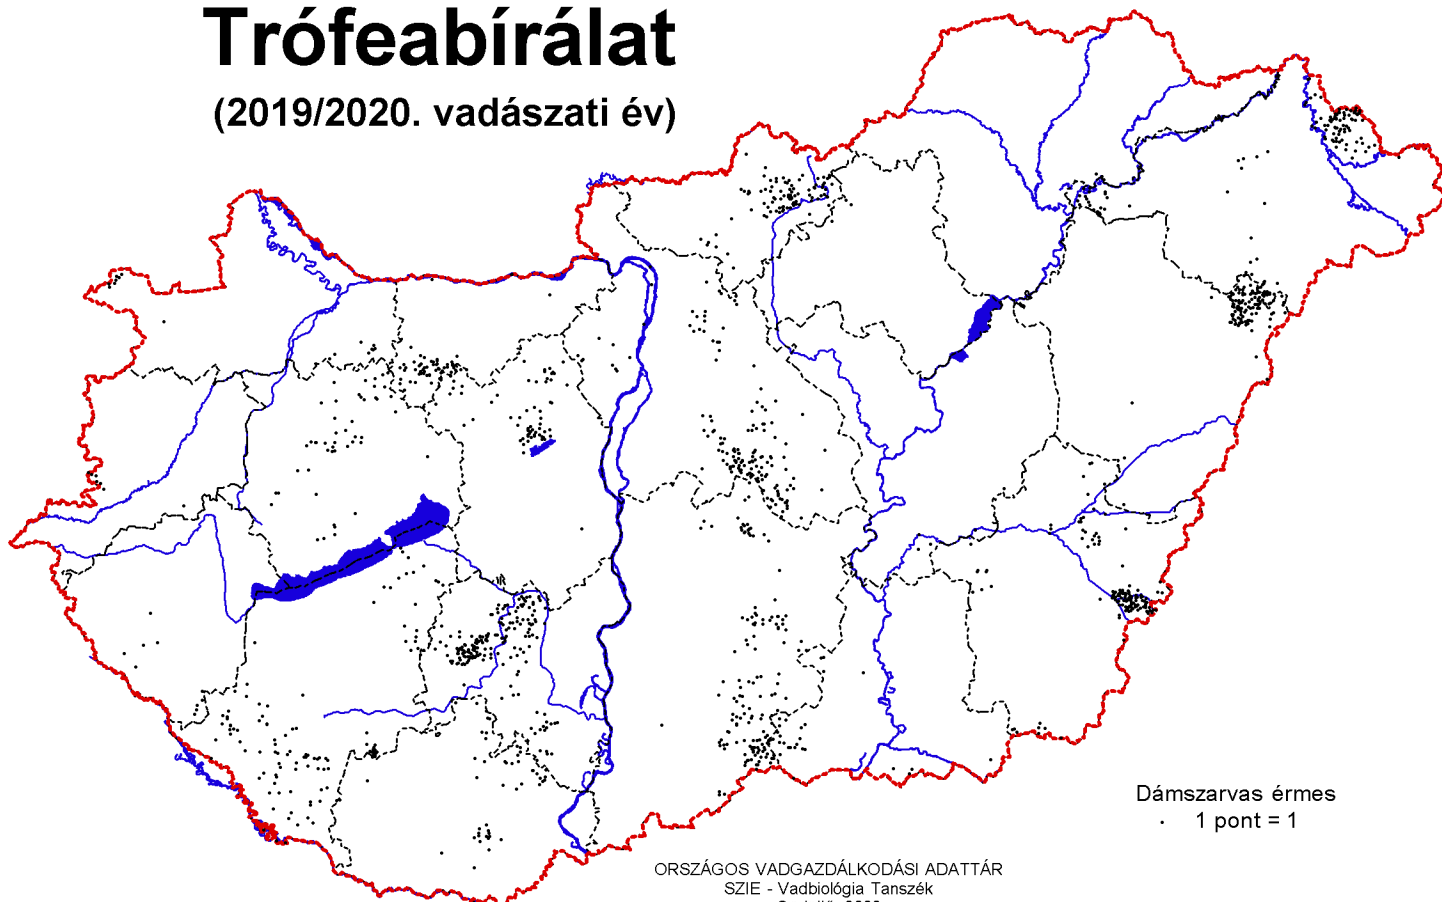 Trófeabírálat
(2019/2020. vadászati év)
Dámszarvas érmes
1 pont = 1
ORSZÁGOS VADGAZDÁLKODÁSI ADATTÁR
SZIE - Vadbiológia Tanszék